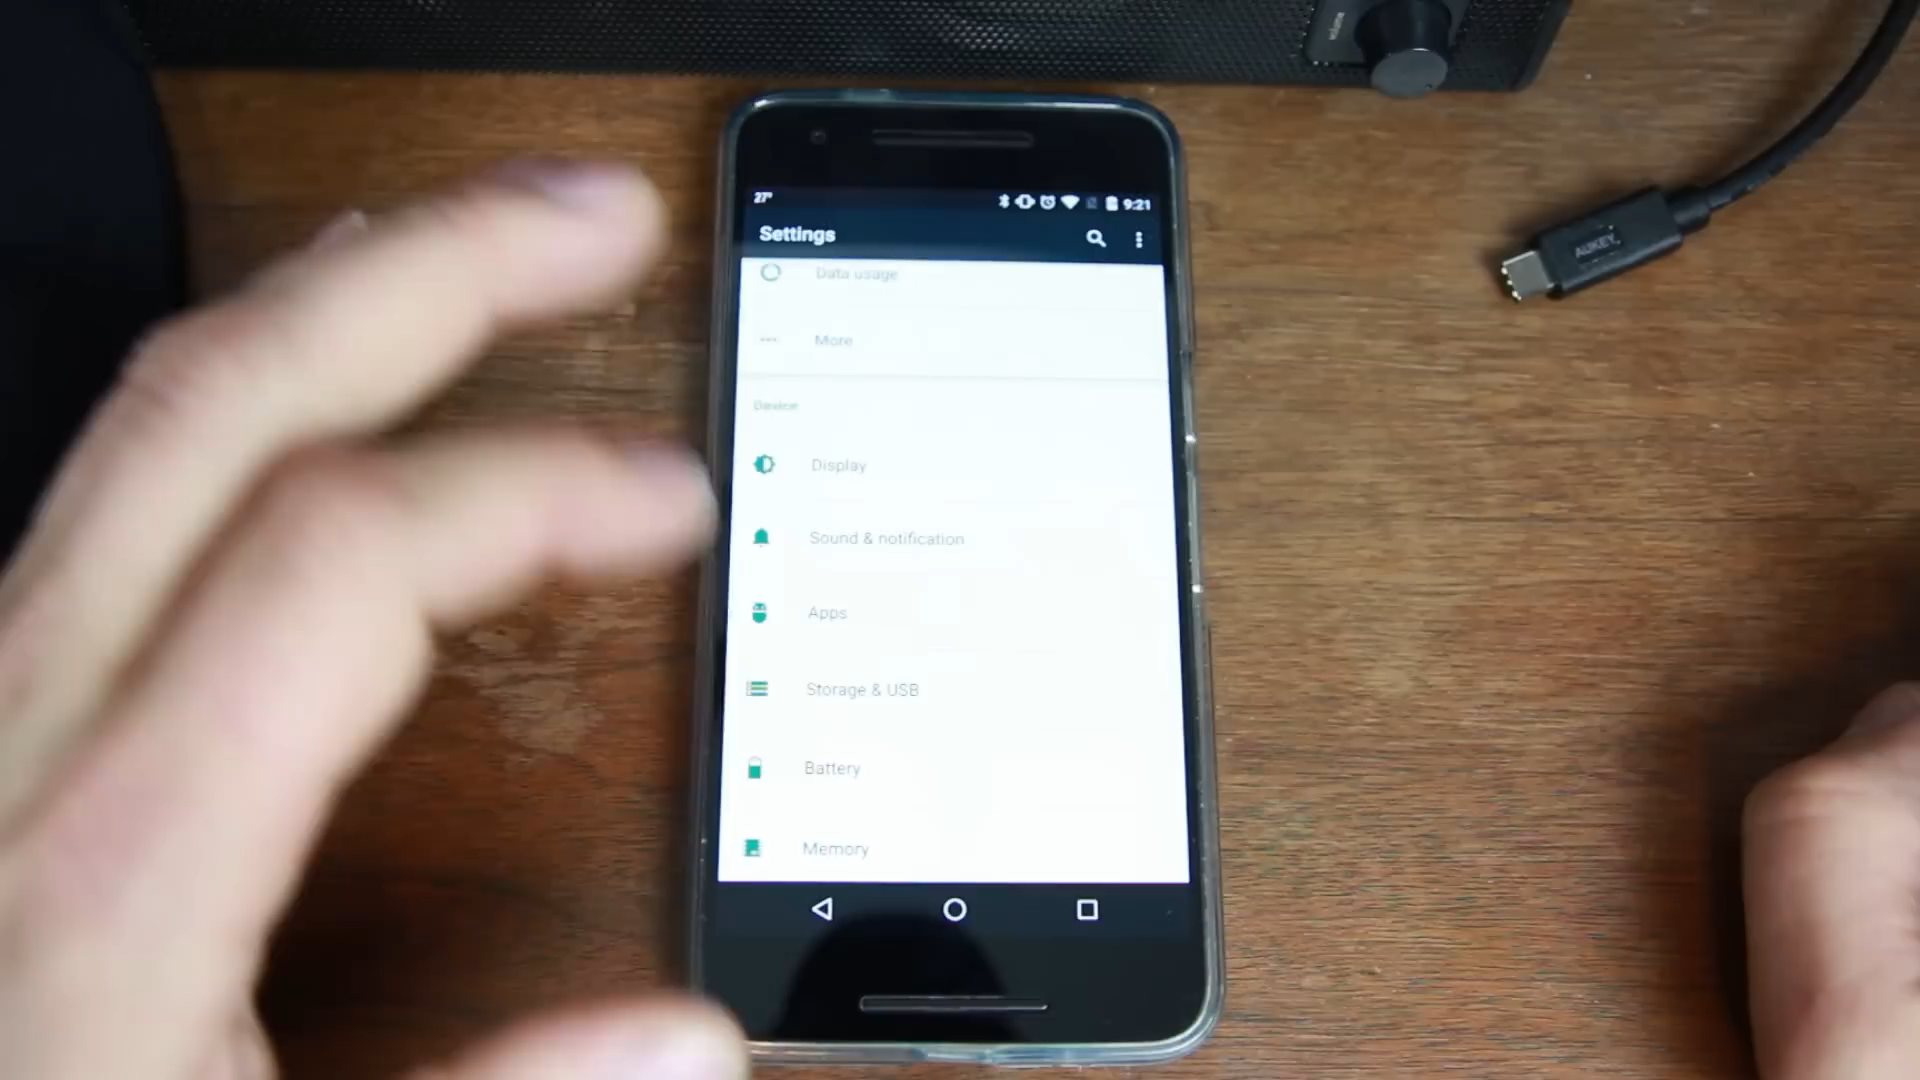 27°
9:21
Settings
Data usage
More
Device
Display
Sound & notification
Apps
Storage & USB
Battery
Memory
AUKEY